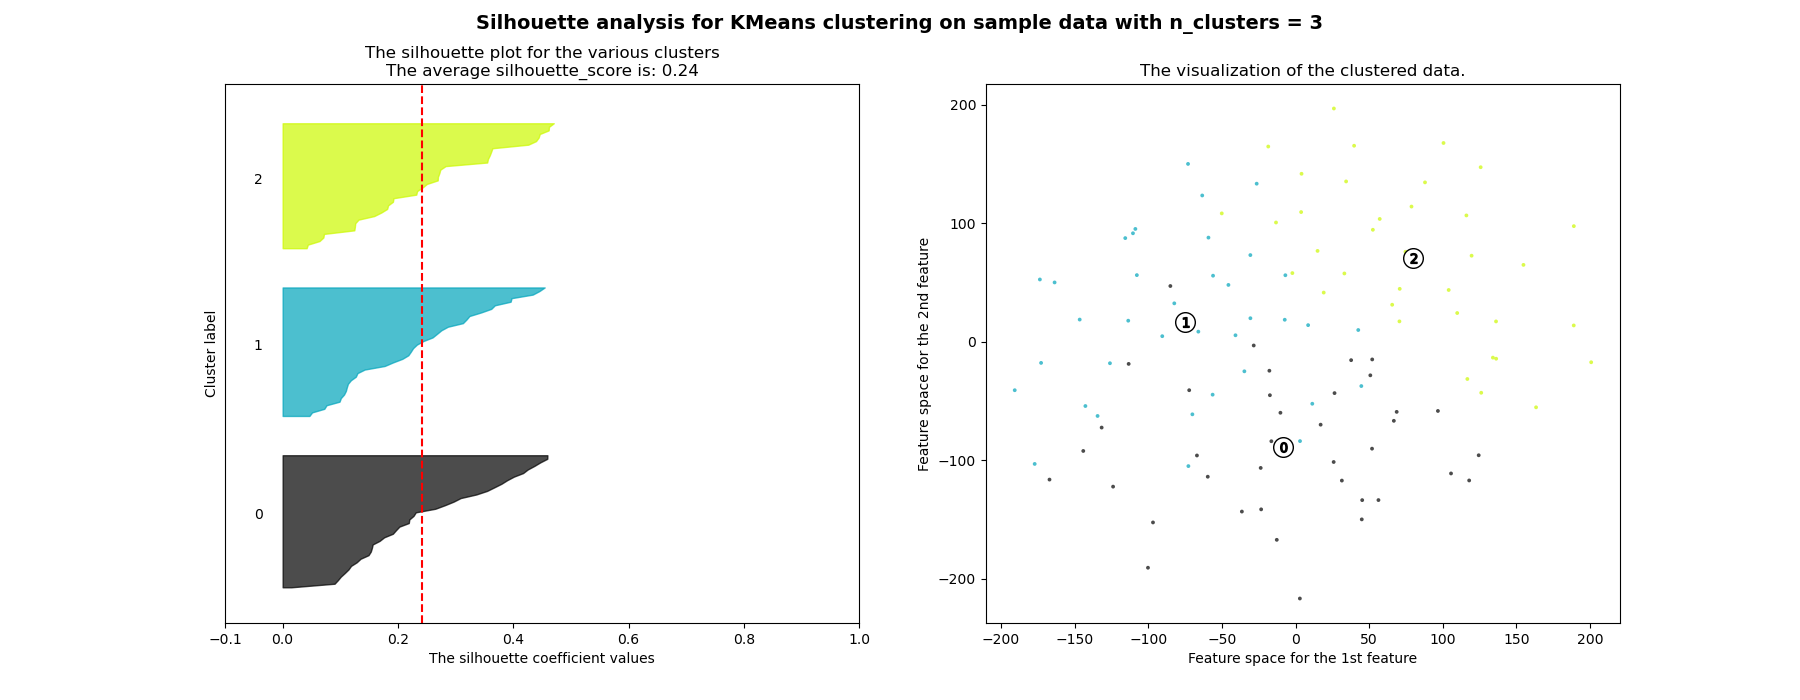 Silhouette analysis for KMeans clustering on sample data with n_clusters = 3
The silhouette plot for the various clusters
The average silhouette_score is: 0.24
Cluster label
2
1
0
−0.1 0.0 0.2 0.4 0.6 0.8 1.0
The silhouette coefficient values
The visualization of the clustered data.
Feature space for the 2nd feature
200
100
0
−100
−200
2
1
0
−200 −150 −100 −50 0 50 100 150 200
Feature space for the 1st feature